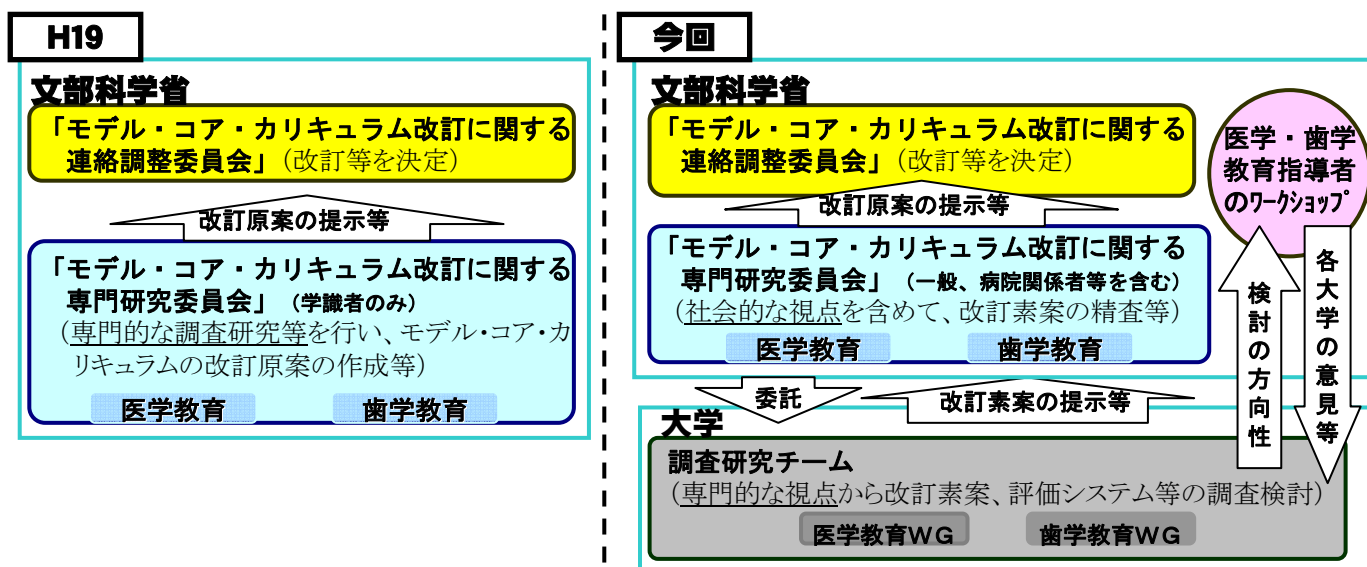 H19
文部科学省
「モデル・コア・カリキュラム改訂に関する
連絡調整委員会」（改訂等を決定）
改訂原案の提示等
「モデル・コア・カリキュラム改訂に関する
専門研究委員会」（学識者のみ）
（専門的な調査研究等を行い、モデル・コア・カ
リキュラムの改訂原案の作成等）
医学教育
歯学教育
今回
文部科学省
「モデル・コア・カリキュラム改訂に関する
連絡調整委員会」（改訂等を決定）
改訂原案の提示等
「モデル・コア・カリキュラム改訂に関する
専門研究委員会」（一般、病院関係者等を含む）
（社会的な視点を含めて、改訂素案の精査等）
医学教育
歯学教育
医学・歯学
教育指導者
のﾜｰｸｼｮｯﾌﾟ
検討の方向性
各大学の意見等
委託
改訂素案の提示等
大学
調査研究チーム
（専門的な視点から改訂素案、評価システム等の調査検討）
医学教育ＷＧ
歯学教育ＷＧ